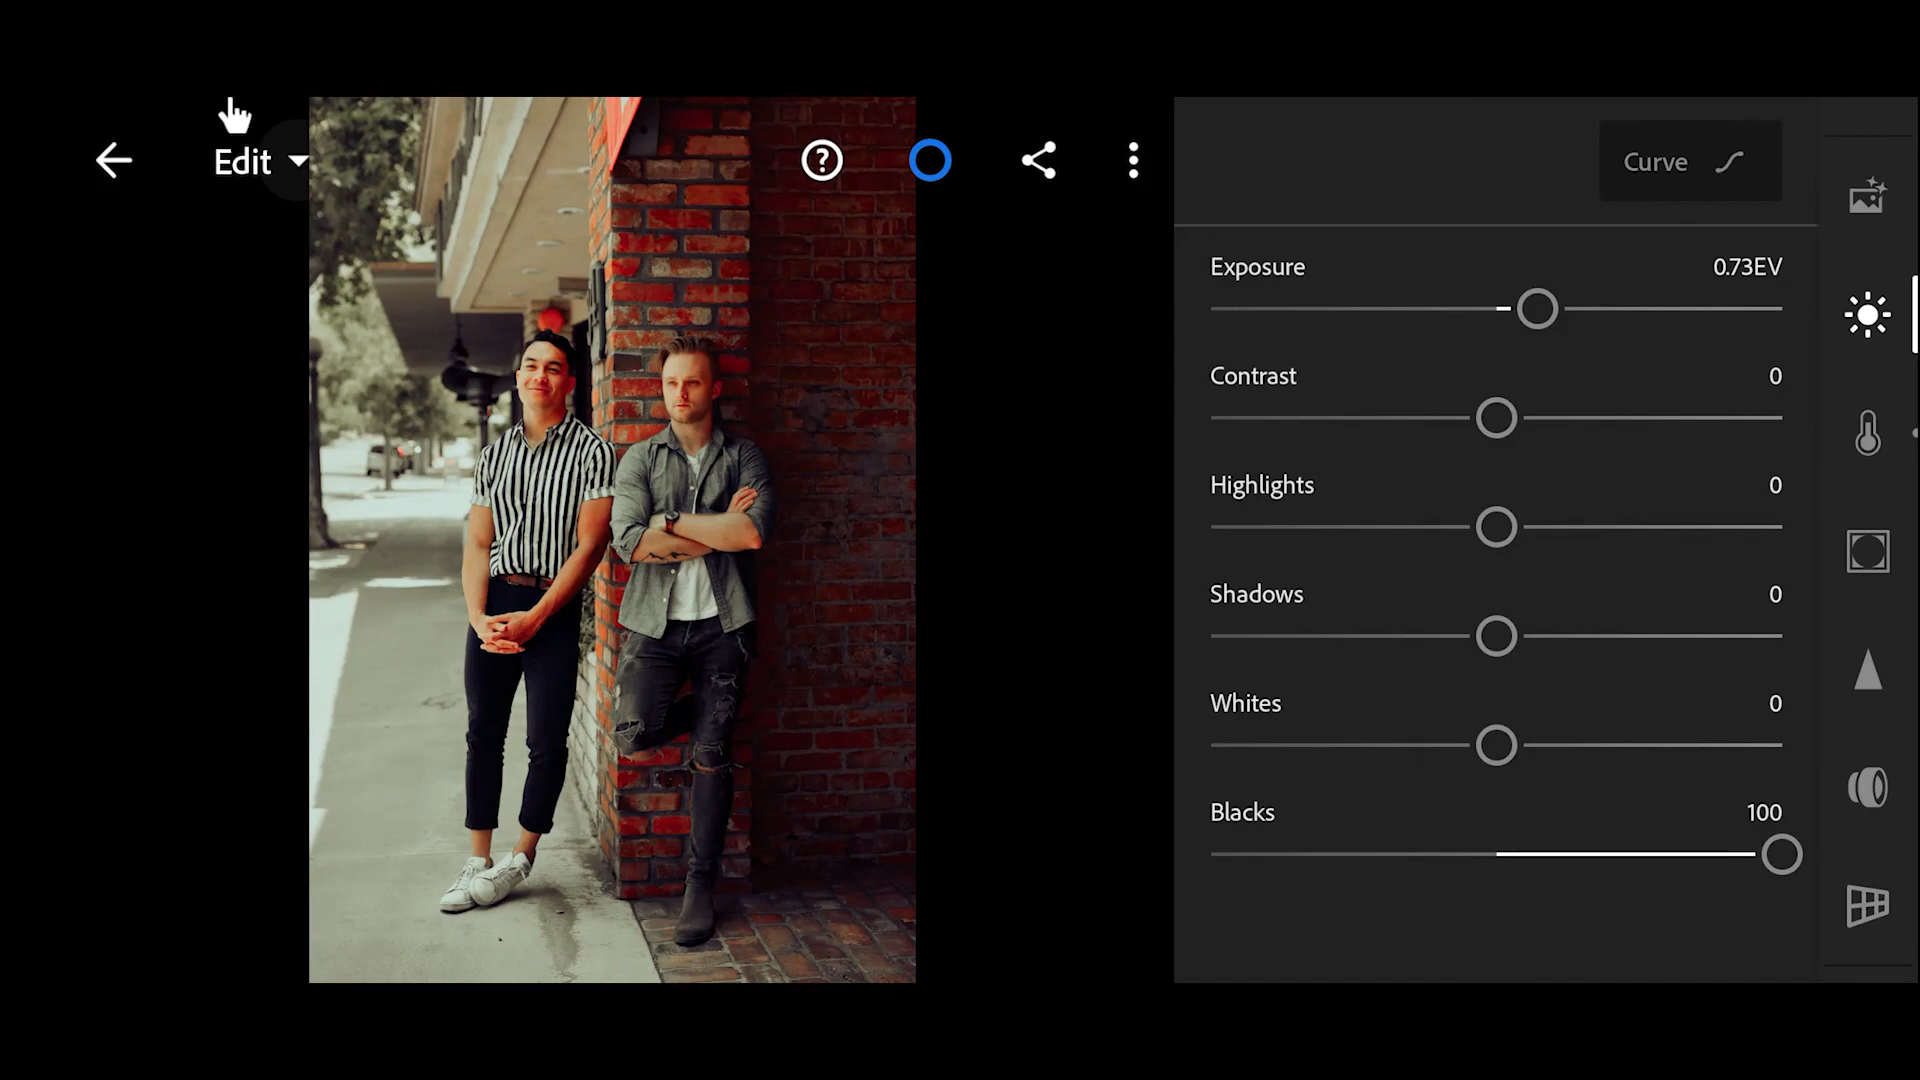 Edit
Curve
Exposure 0.73EV
Contrast 0
Highlights 0
Shadows 0
Whites 0
Blacks 100